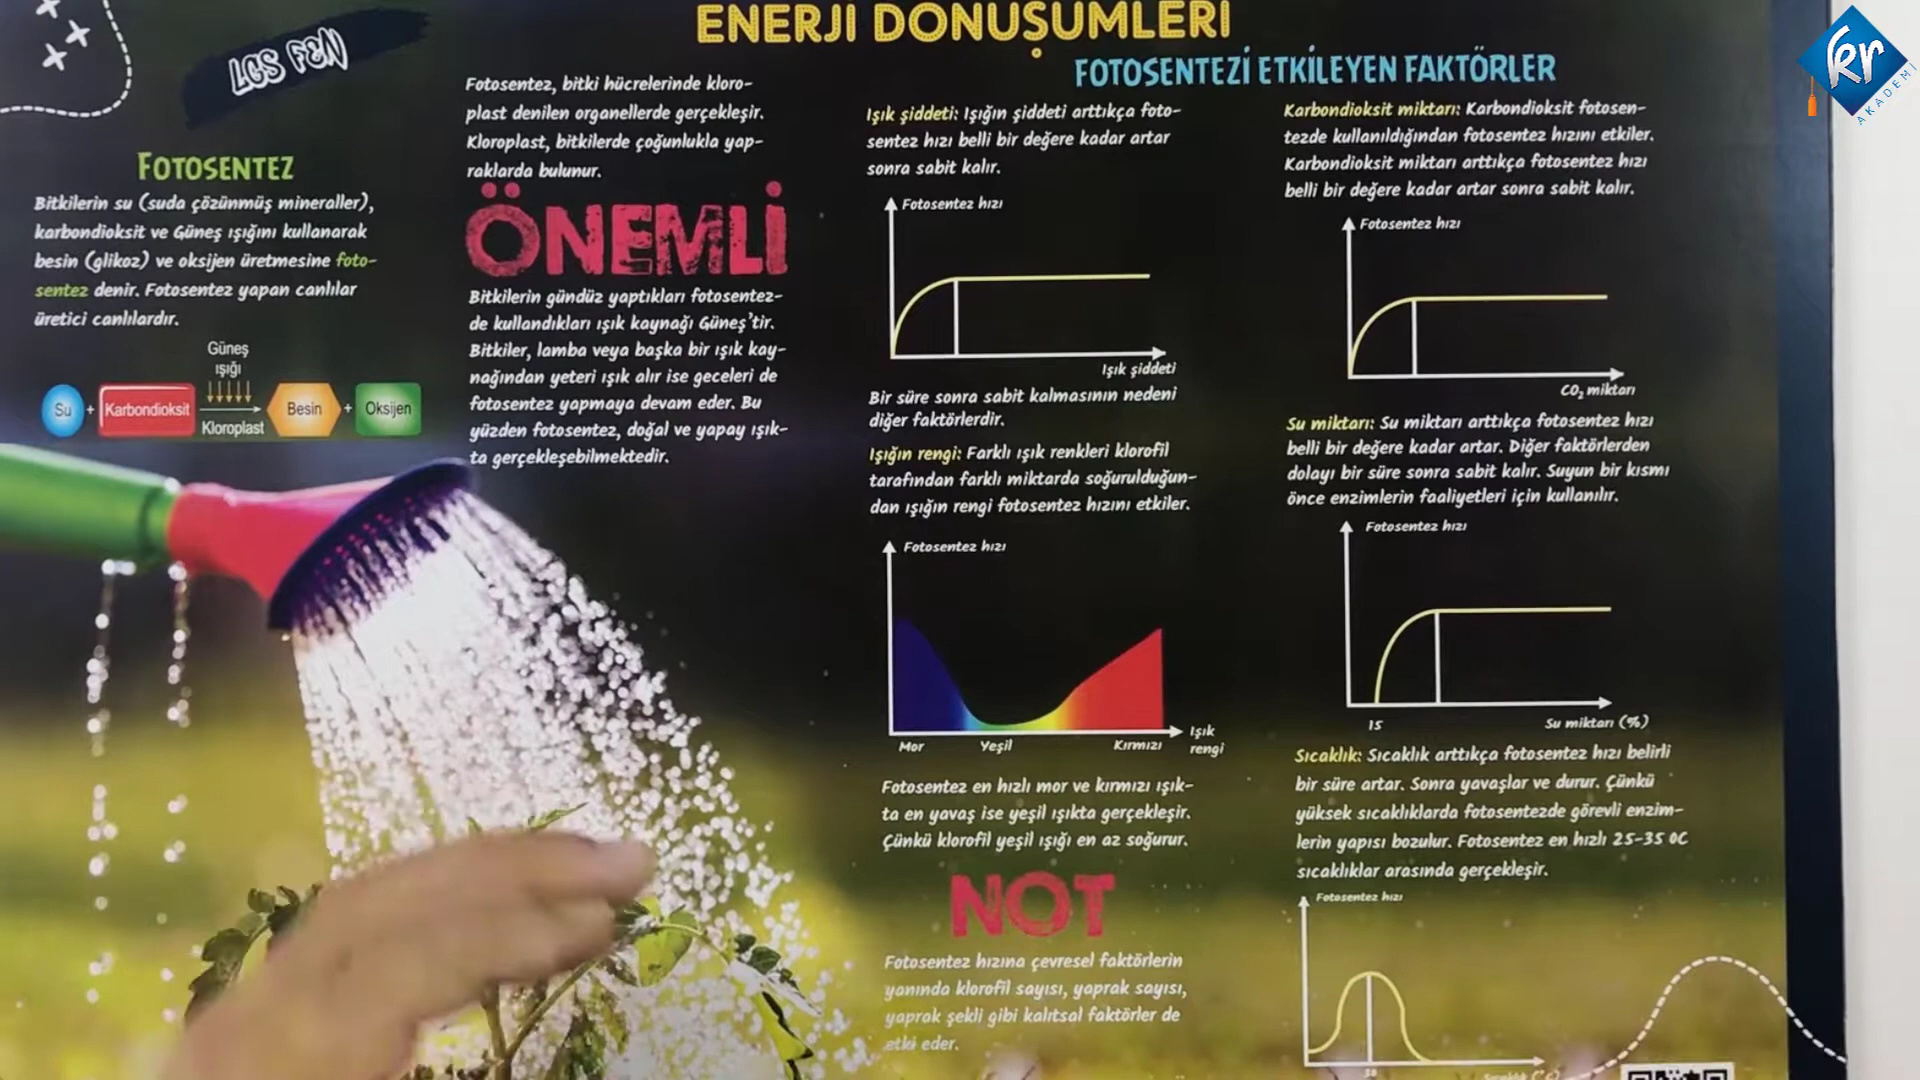 ENERJİ DÖNÜŞÜMLERİ
LGS FEN
FOTOSENTEZ
Bitkilerin su (suda çözünmüş mineraller),
karbondioksit ve Güneş ışığını kullanarak
besin (glikoz) ve oksijen üretmesine foto-
sentez denir. Fotosentez yapan canlılar
üretici canlılardır.
Güneş
ışığı
Su + Karbondioksit Besin + Oksijen
Kloroplast
Fotosentez, bitki hücrelerinde kloro-
plast denilen organellerde gerçekleşir.
Kloroplast, bitkilerde çoğunlukla yap-
raklarda bulunur.
ÖNEMLİ
Bitkilerin gündüz yaptıkları fotosentez-
de kullandıkları ışık kaynağı Güneş'tir.
Bitkiler, lamba veya başka bir ışık kay-
nağından yeteri ışık alır ise geceleri de
fotosentez yapmaya devam eder. Bu
yüzden fotosentez, doğal ve yapay ışık-
ta gerçekleşebilmektedir.
FOTOSENTEZİ ETKİLEYEN FAKTÖRLER
Işık şiddeti: Işığın şiddeti arttıkça foto-
sentez hızı belli bir değere kadar artar
sonra sabit kalır.
Fotosentez hızı
Işık şiddeti
Bir süre sonra sabit kalmasının nedeni
diğer faktörlerdir.
Işığın rengi: Farklı ışık renkleri klorofil
tarafından farklı miktarda soğurulduğun-
dan ışığın rengi fotosentez hızını etkiler.
Fotosentez hızı
Mor Yeşil Kırmızı
Işık
rengi
Fotosentez en hızlı mor ve kırmızı ışık-
ta en yavaş ise yeşil ışıkta gerçekleşir.
Çünkü klorofil yeşil ışığı en az soğurur.
NOT
Fotosentez hızına çevresel faktörlerin
yanında klorofil sayısı, yaprak sayısı,
yaprak şekli gibi kalıtsal faktörler de
etki eder.
Karbondioksit miktarı: Karbondioksit fotosen-
tezde kullanıldığından fotosentez hızını etkiler.
Karbondioksit miktarı arttıkça fotosentez hızı
belli bir değere kadar artar sonra sabit kalır.
Fotosentez hızı
CO₂ miktarı
Su miktarı: Su miktarı arttıkça fotosentez hızı
belli bir değere kadar artar. Diğer faktörlerden
dolayı bir süre sonra sabit kalır. Suyun bir kısmı
önce enzimlerin faaliyetleri için kullanılır.
Fotosentez hızı
15 Su miktarı (%)
Sıcaklık: Sıcaklık arttıkça fotosentez hızı belirli
bir süre artar. Sonra yavaşlar ve durur. Çünkü
yüksek sıcaklıklarda fotosentezde görevli enzim-
lerin yapısı bozulur. Fotosentez en hızlı 25-35 0C
sıcaklıklar arasında gerçekleşir.
Fotosentez hızı
Sıcaklık (°C)
kr
AKADEMİ